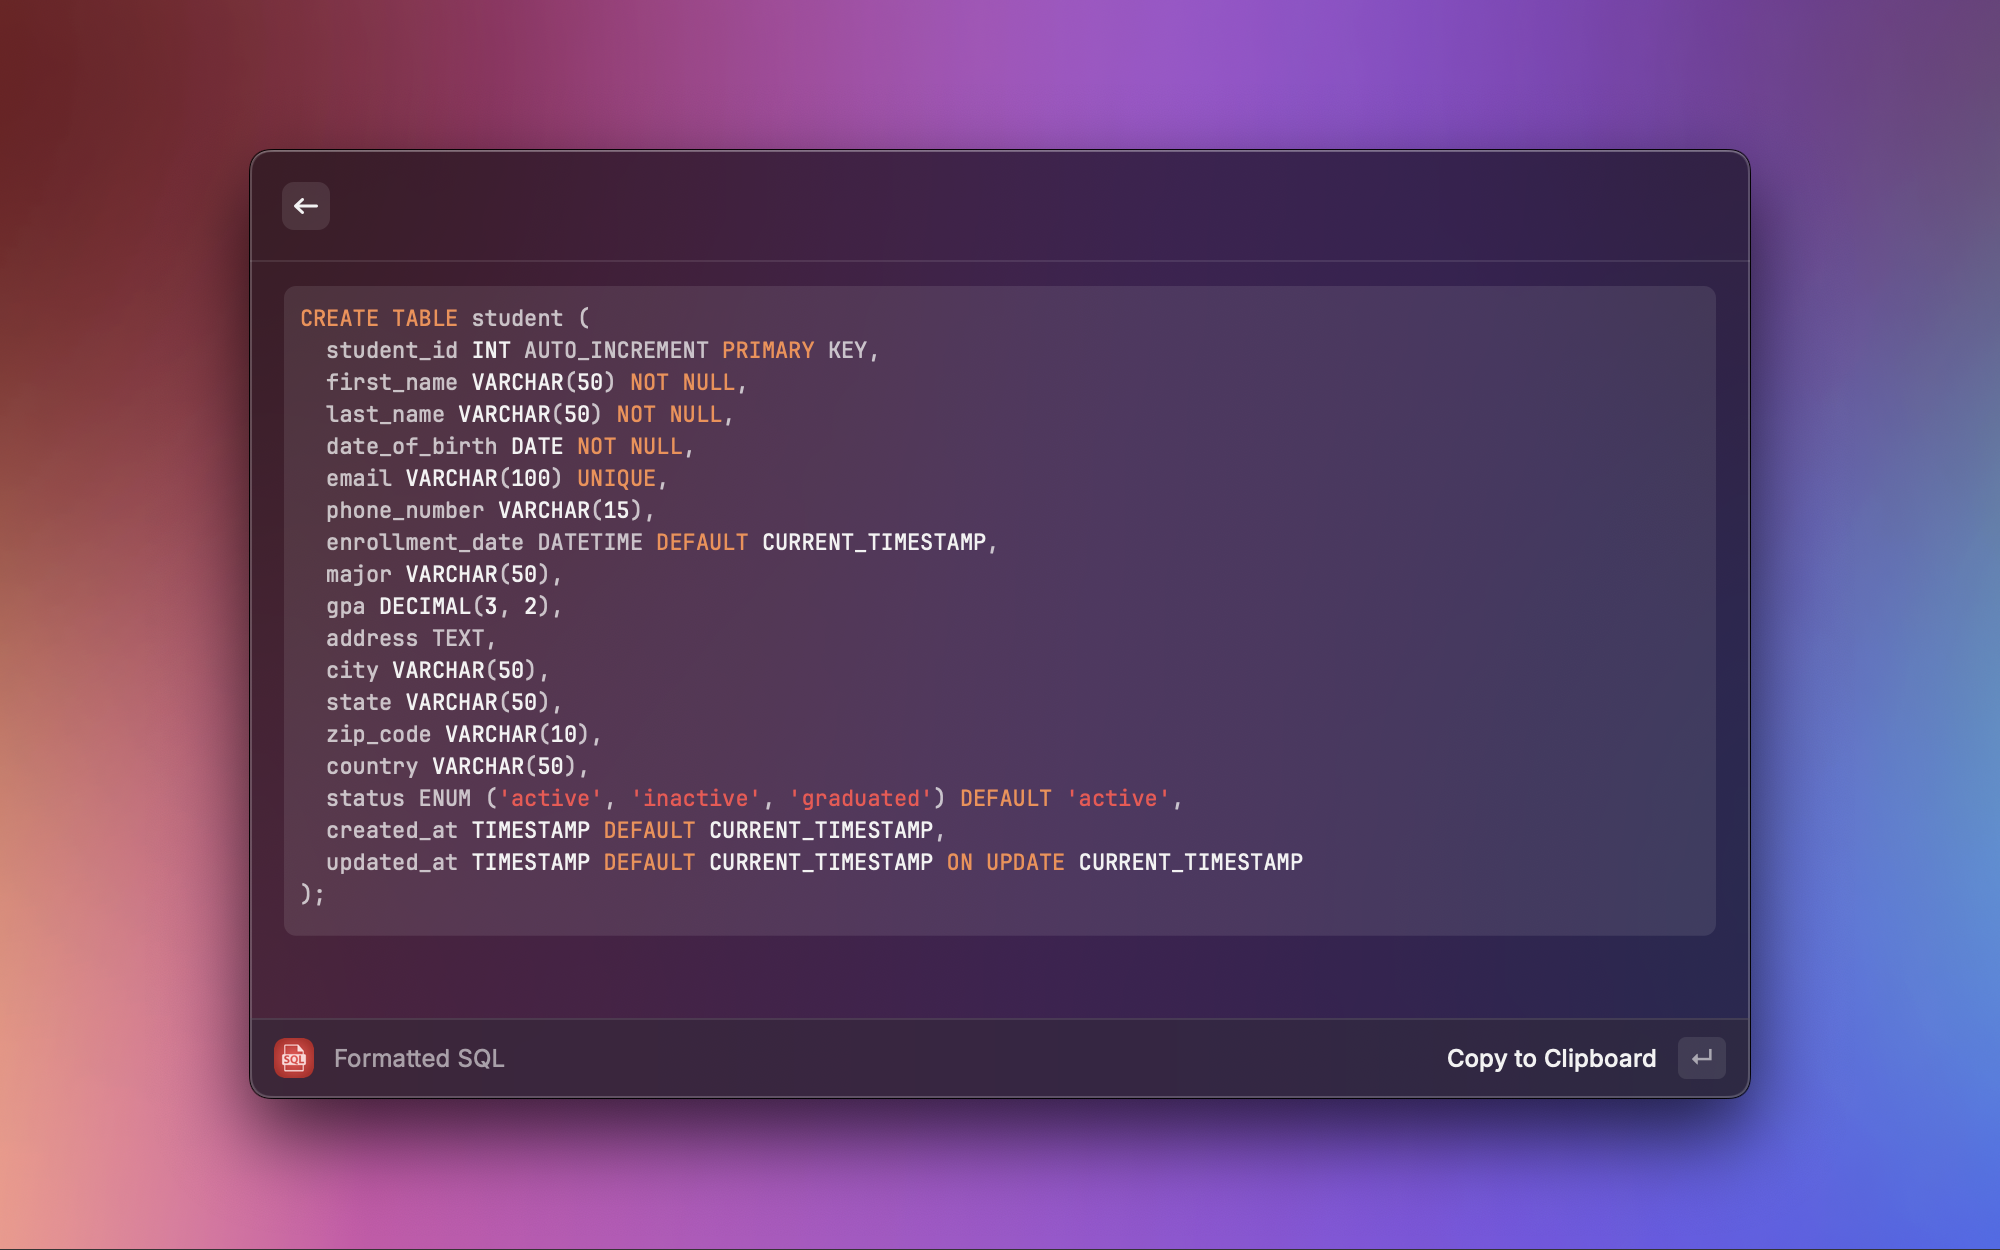 CREATE TABLE student (
  student_id INT AUTO_INCREMENT PRIMARY KEY,
  first_name VARCHAR(50) NOT NULL,
  last_name VARCHAR(50) NOT NULL,
  date_of_birth DATE NOT NULL,
  email VARCHAR(100) UNIQUE,
  phone_number VARCHAR(15),
  enrollment_date DATETIME DEFAULT CURRENT_TIMESTAMP,
  major VARCHAR(50),
  gpa DECIMAL(3, 2),
  address TEXT,
  city VARCHAR(50),
  state VARCHAR(50),
  zip_code VARCHAR(10),
  country VARCHAR(50),
  status ENUM ('active', 'inactive', 'graduated') DEFAULT 'active',
  created_at TIMESTAMP DEFAULT CURRENT_TIMESTAMP,
  updated_at TIMESTAMP DEFAULT CURRENT_TIMESTAMP ON UPDATE CURRENT_TIMESTAMP
);
SQL Formatted SQL
Copy to Clipboard